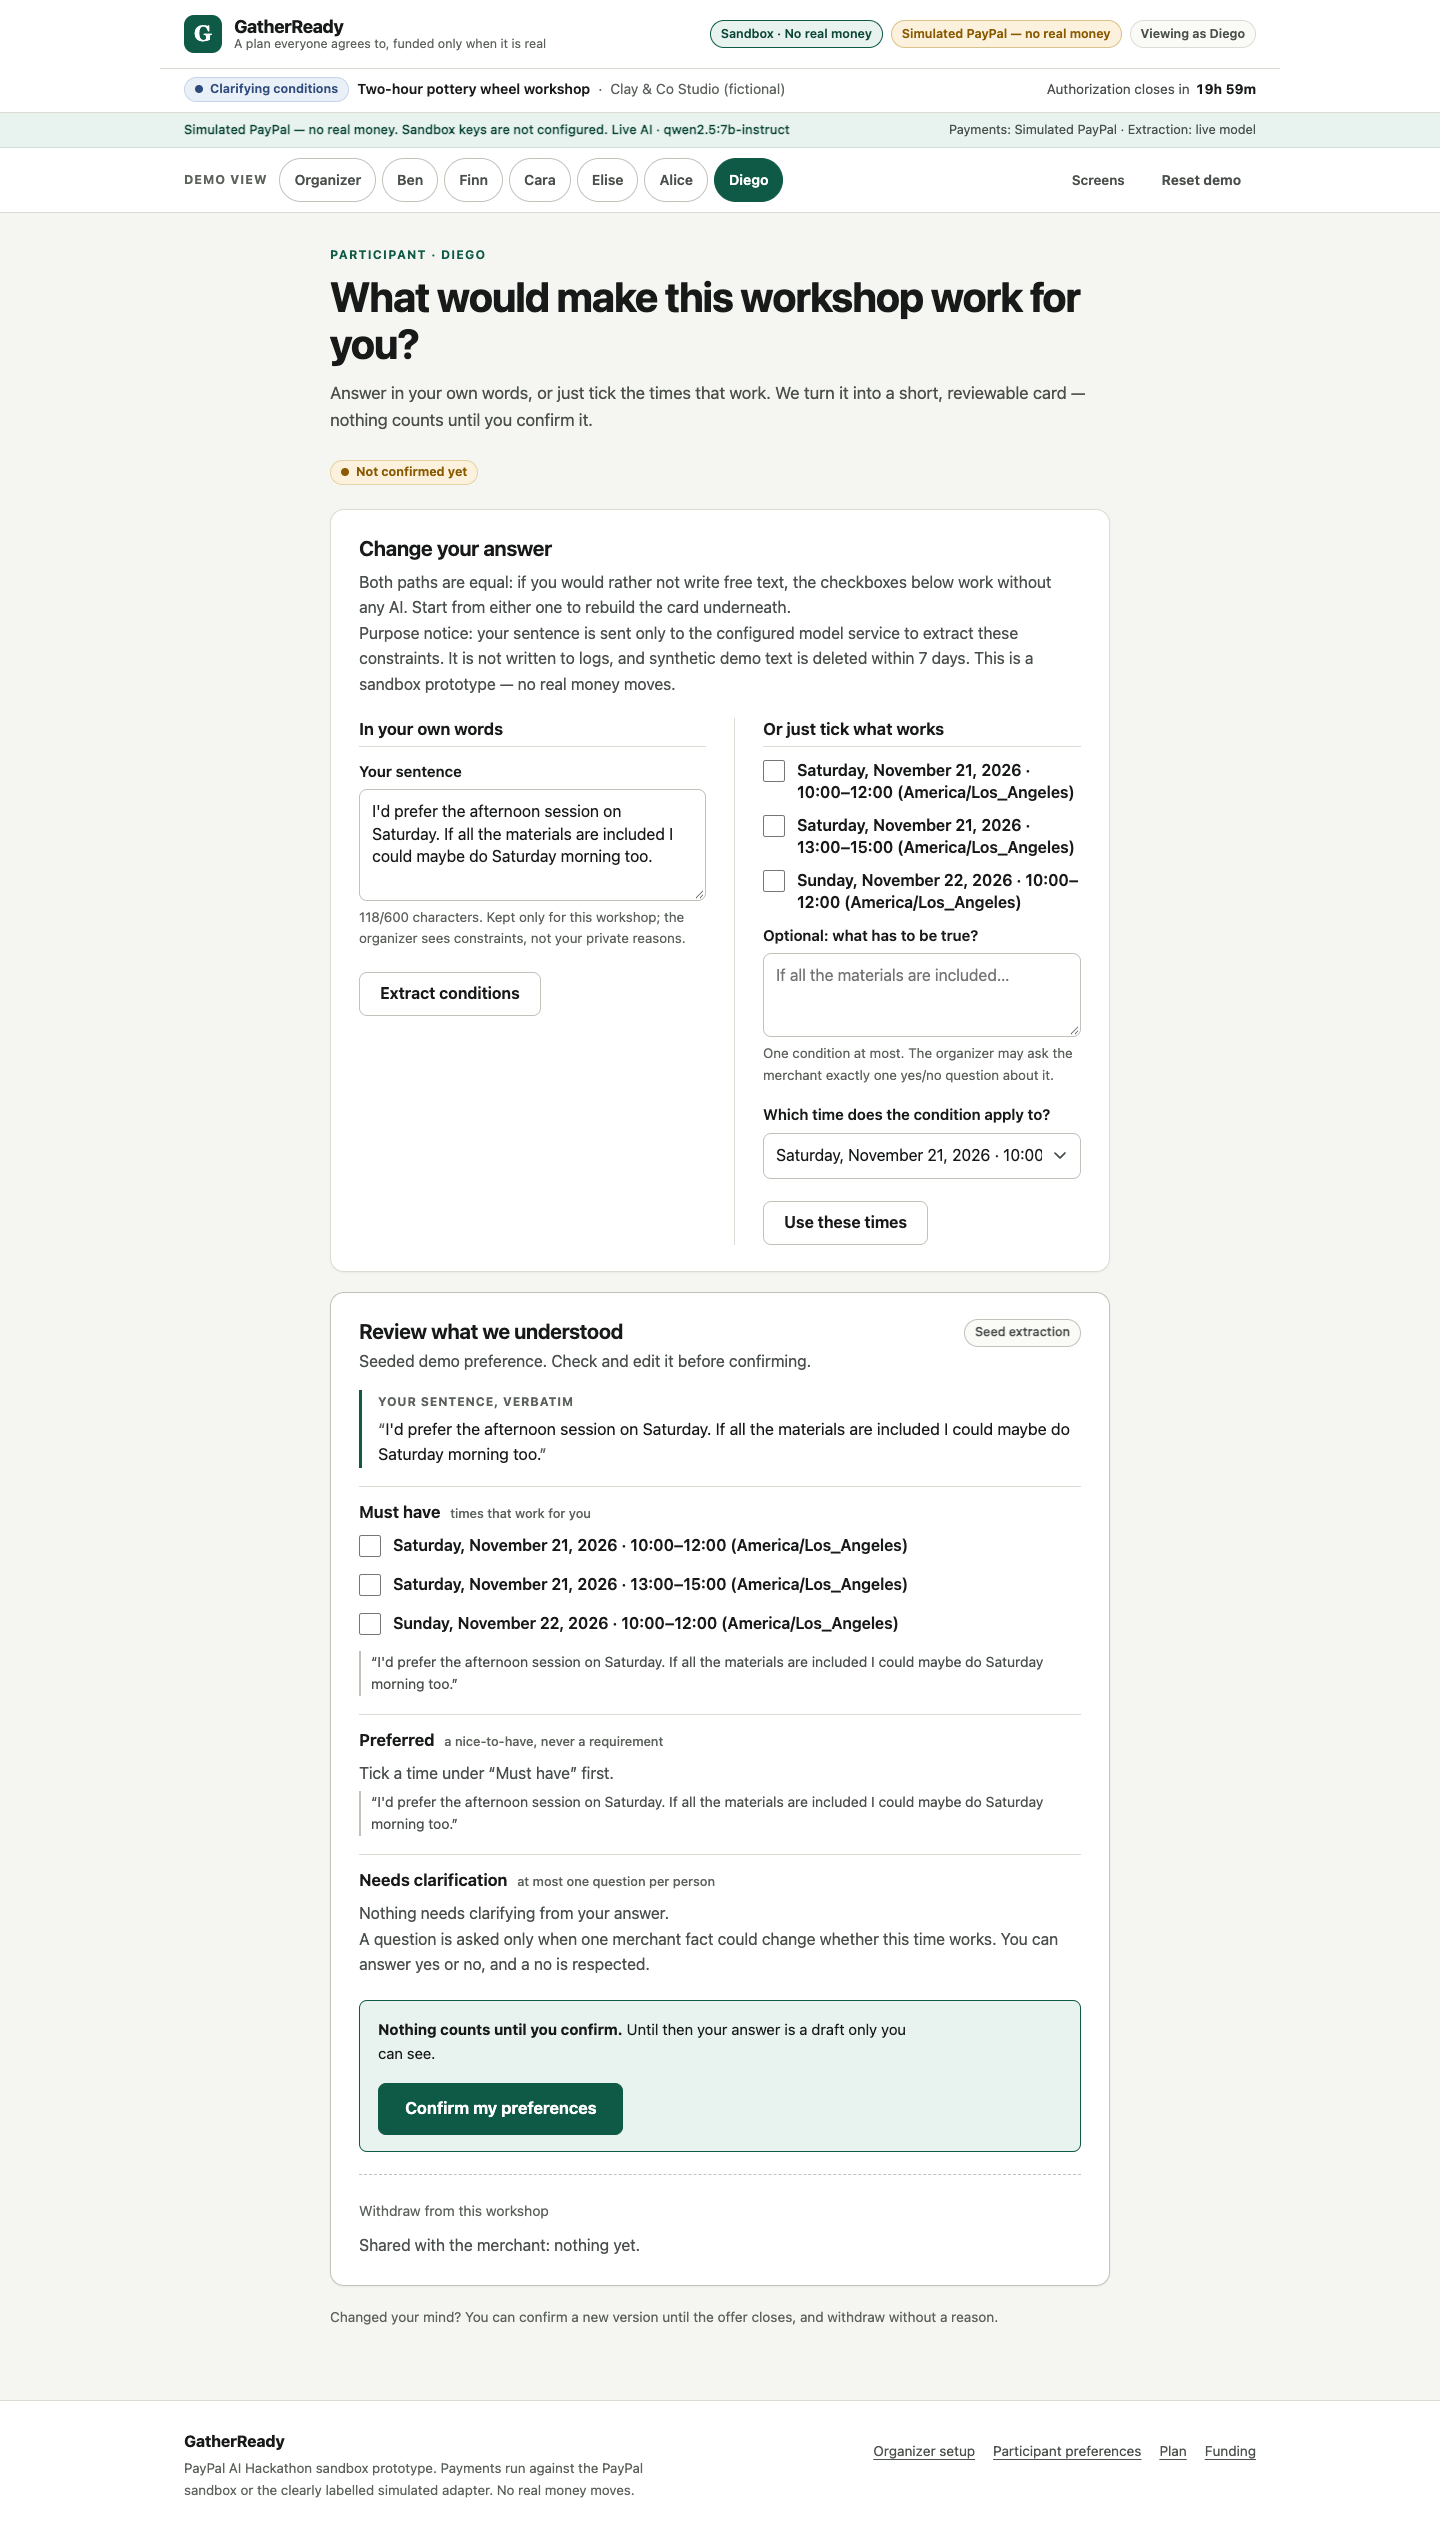 G
GatherReady
A plan everyone agrees to, funded only when it is real
Sandbox · No real money
Simulated PayPal — no real money
Viewing as Diego
Clarifying conditions
Two-hour pottery wheel workshop · Clay & Co Studio (fictional)
Authorization closes in 19h 59m
Simulated PayPal — no real money. Sandbox keys are not configured. Live AI · qwen2.5:7b-instruct
Payments: Simulated PayPal · Extraction: live model
DEMO VIEW
Organizer
Ben
Finn
Cara
Elise
Alice
Diego
Screens
Reset demo
PARTICIPANT · DIEGO
What would make this workshop work for
you?
Answer in your own words, or just tick the times that work. We turn it into a short, reviewable card —
nothing counts until you confirm it.
Not confirmed yet
Change your answer
Both paths are equal: if you would rather not write free text, the checkboxes below work without
any AI. Start from either one to rebuild the card underneath.
Purpose notice: your sentence is sent only to the configured model service to extract these
constraints. It is not written to logs, and synthetic demo text is deleted within 7 days. This is a
sandbox prototype — no real money moves.
In your own words
Your sentence
I'd prefer the afternoon session on
Saturday. If all the materials are included I
could maybe do Saturday morning too.
118/600 characters. Kept only for this workshop; the
organizer sees constraints, not your private reasons.
Extract conditions
Or just tick what works
Saturday, November 21, 2026 ·
10:00–12:00 (America/Los_Angeles)
Saturday, November 21, 2026 ·
13:00–15:00 (America/Los_Angeles)
Sunday, November 22, 2026 · 10:00–
12:00 (America/Los_Angeles)
Optional: what has to be true?
If all the materials are included...
One condition at most. The organizer may ask the
merchant exactly one yes/no question about it.
Which time does the condition apply to?
Saturday, November 21, 2026 · 10:00
Use these times
Review what we understood
Seed extraction
Seeded demo preference. Check and edit it before confirming.
YOUR SENTENCE, VERBATIM
“I'd prefer the afternoon session on Saturday. If all the materials are included I could maybe do
Saturday morning too.”
Must have times that work for you
Saturday, November 21, 2026 · 10:00–12:00 (America/Los_Angeles)
Saturday, November 21, 2026 · 13:00–15:00 (America/Los_Angeles)
Sunday, November 22, 2026 · 10:00–12:00 (America/Los_Angeles)
“I'd prefer the afternoon session on Saturday. If all the materials are included I could maybe do Saturday
morning too.”
Preferred a nice-to-have, never a requirement
Tick a time under “Must have” first.
“I'd prefer the afternoon session on Saturday. If all the materials are included I could maybe do Saturday
morning too.”
Needs clarification at most one question per person
Nothing needs clarifying from your answer.
A question is asked only when one merchant fact could change whether this time works. You can
answer yes or no, and a no is respected.
Nothing counts until you confirm. Until then your answer is a draft only you
can see.
Confirm my preferences
Withdraw from this workshop
Shared with the merchant: nothing yet.
Changed your mind? You can confirm a new version until the offer closes, and withdraw without a reason.
GatherReady
PayPal AI Hackathon sandbox prototype. Payments run against the PayPal
sandbox or the clearly labelled simulated adapter. No real money moves.
Organizer setup
Participant preferences
Plan
Funding